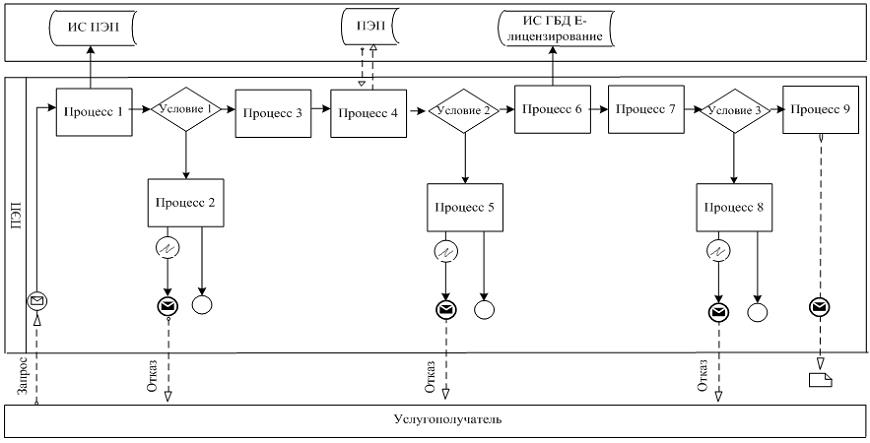 ИС ПЭП
ПЭП
ИС ГБД Е-
лицензирование
Процесс 1
Условие 1
Процесс 3
Процесс 4
Условие 2
Процесс 6
Процесс 7
Условие 3
Процесс 9
Процесс 2
Процесс 5
Процесс 8
ПЭП
Запрос
Отказ
Отказ
Отказ
Услугополучатель